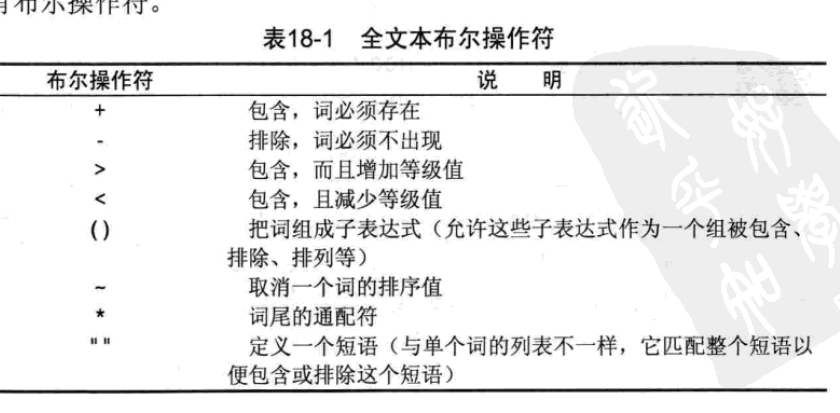 有布尔操作符。
表18-1 全文本布尔操作符
布尔操作符 说 明
+ 包含，词必须存在
- 排除，词必须不出现
> 包含，而且增加等级值
< 包含，且减少等级值
( ) 把词组成子表达式（允许这些子表达式作为一个组被包含、
排除、排列等）
~ 取消一个词的排序值
* 词尾的通配符
" " 定义一个短语（与单个词的列表不一样，它匹配整个短语以
便包含或排除这个短语）